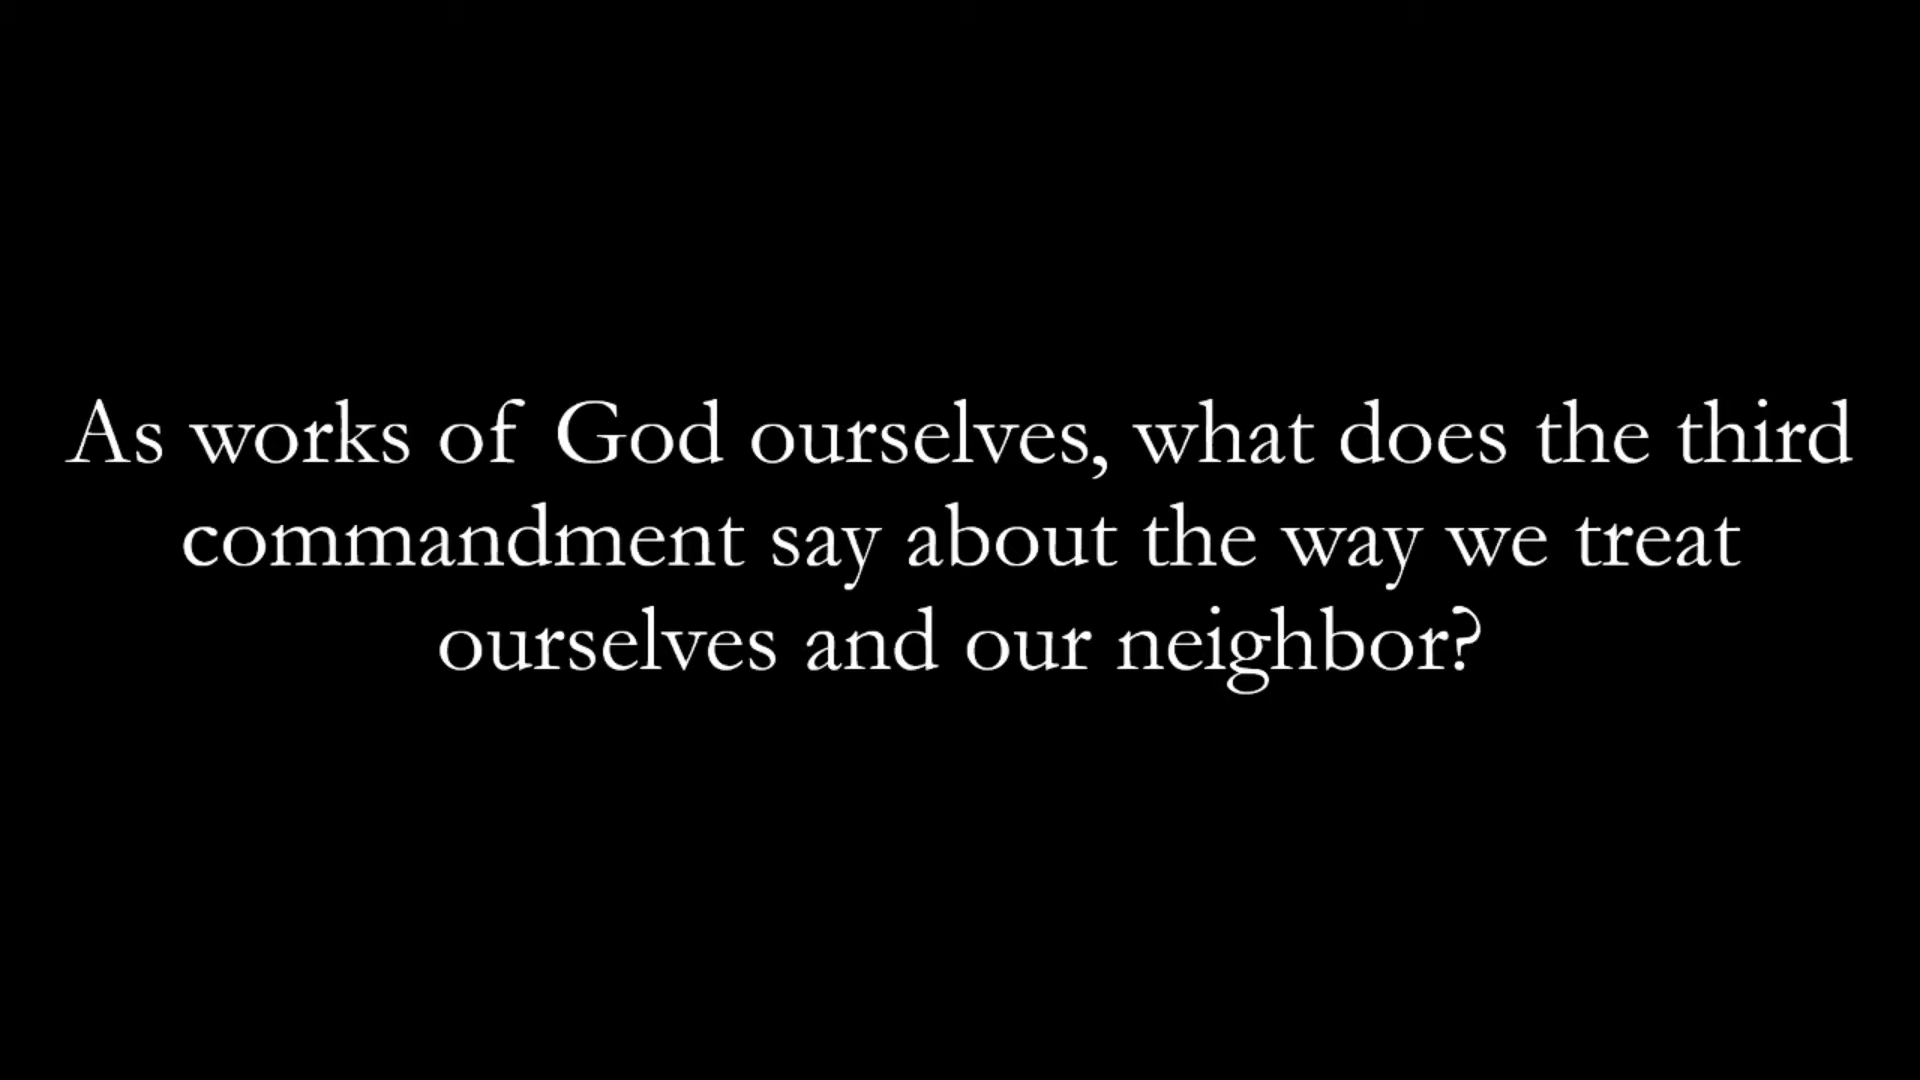 As works of God ourselves, what does the third
commandment say about the way we treat
ourselves and our neighbor?